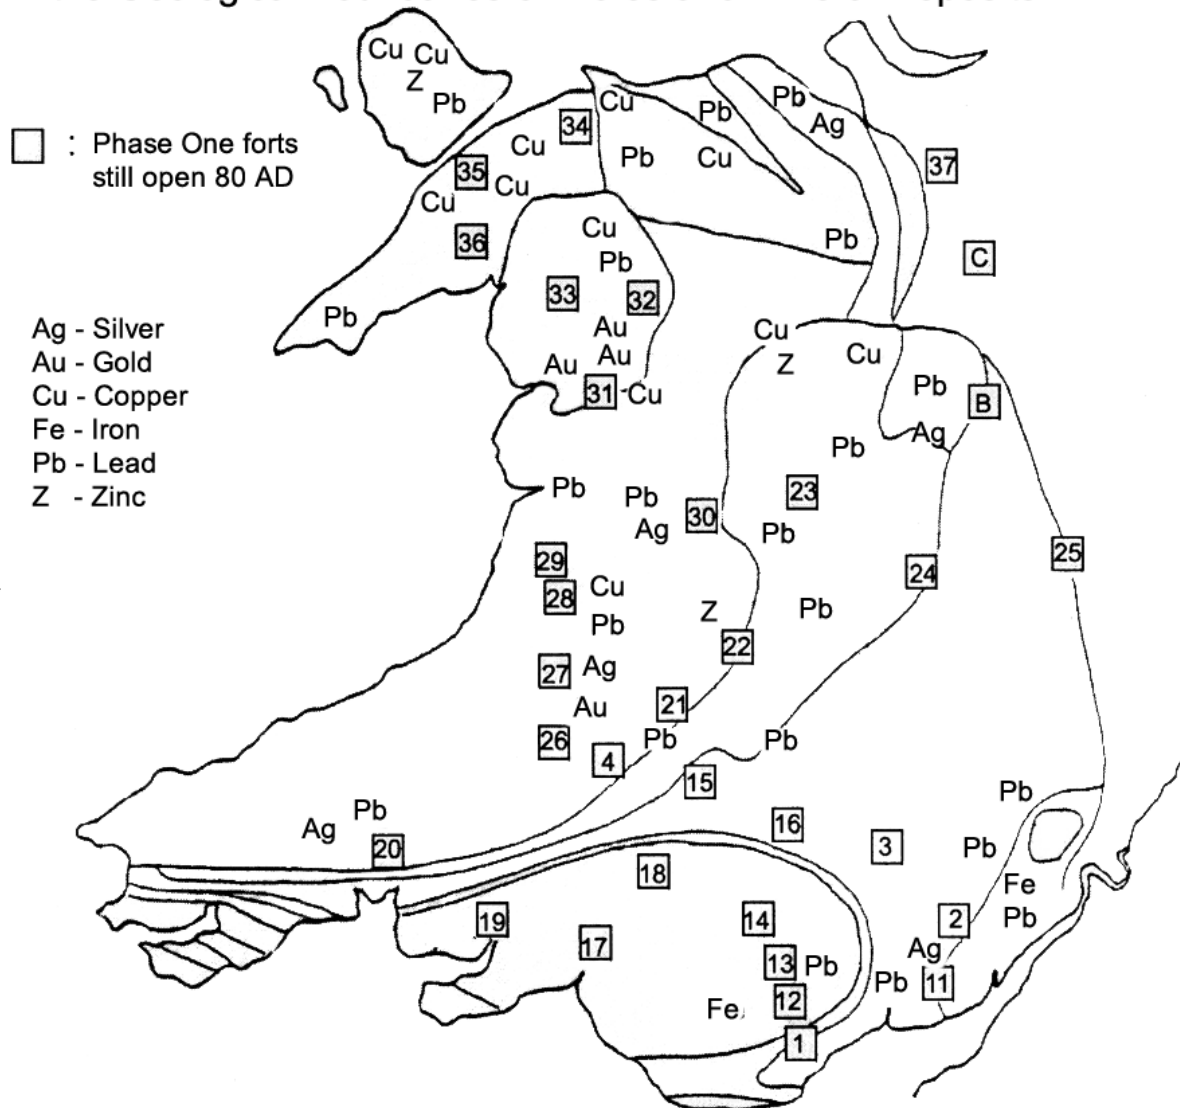 Cu Cu
Z
Pb
: Phase One forts
still open 80 AD
Cu
34
Cu
Pb
Cu
Pb
Pb
Ag
37
35
Cu
Cu
36
Cu
Pb
33
32
Pb
C
Pb
Ag - Silver
Au - Gold
Cu - Copper
Fe - Iron
Pb - Lead
Z - Zinc
Au
Au
Au
31
Cu
Cu
Z
Cu
Pb
B
Ag
Pb
Pb
Pb
Ag
30
23
Pb
29
28
Cu
Pb
Z
Pb
24
25
22
27
Ag
Au
21
26
4
Pb
Pb
15
Pb
Ag
20
16
3
Pb
Pb
Fe
Pb
18
19
17
14
13
Pb
2
Ag
11
Pb
12
Fe
1